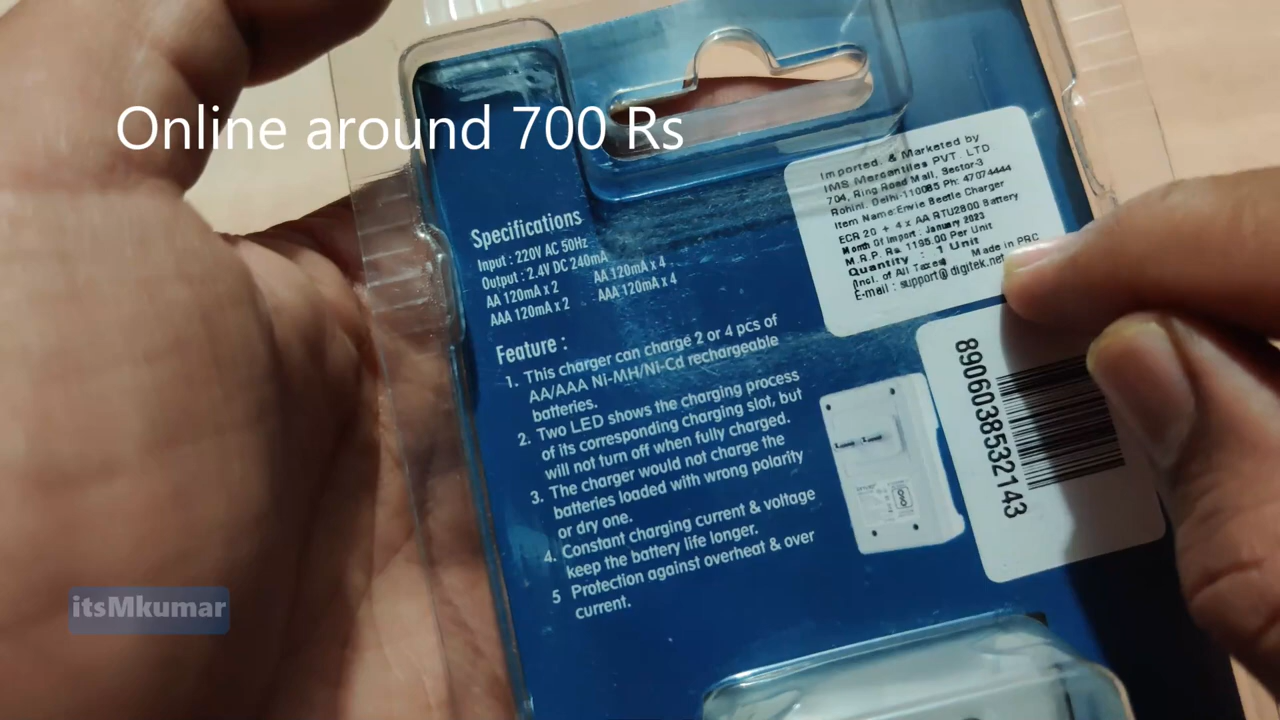 Online around 700 Rs
Specifications
Input : 220V AC 50Hz
Output : 2.4V DC 240mA
AA 120mA x 2 AA 120mA x 4
AAA 120mA x 2 AAA 120mA x 4
Feature :
1. This charger can charge 2 or 4 pcs of
AA/AAA Ni-MH/Ni-Cd rechargeable
batteries.
2. Two LED shows the charging process
of its corresponding charging slot, but
will not turn off when fully charged.
3. The charger would not charge the
batteries loaded with wrong polarity
or dry one.
4. Constant charging current & voltage
keep the battery life longer.
5 Protection against overheat & over
current.
Imported, & Marketed by
IMS Mercantiles PVT. LTD
704, Ring Road Mall, Sector-3
Rohini, Delhi-110085 Ph: 47074444
Item Name:Envie Beetle Charger
ECR 20 + 4 x AA RTU2800 Battery
Month Of Import : January 2023
M.R.P. Rs. 1195.00 Per Unit
Quantity : 1 Unit
(Incl. of All Taxes) Made in PRC
E-mail : support@digitek.net
8906038532143
itsMkumar